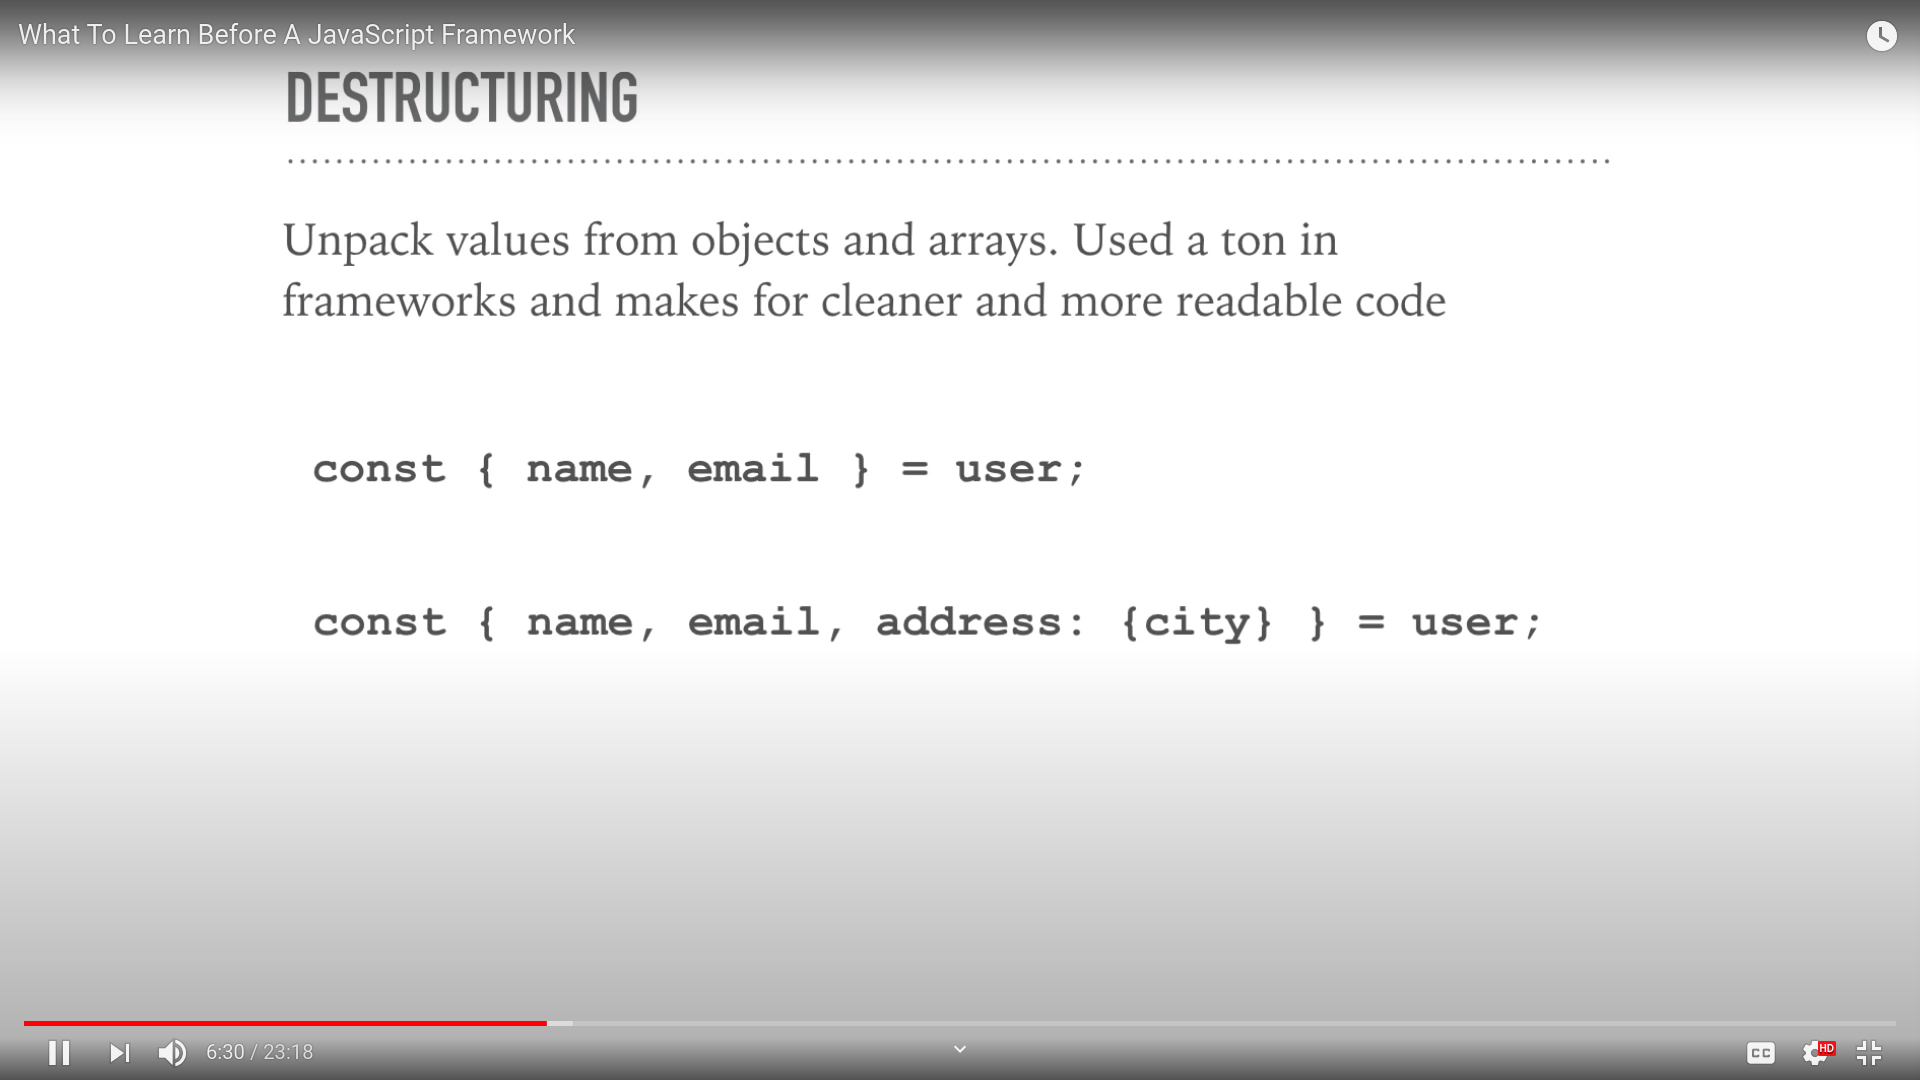 What To Learn Before A JavaScript Framework
DESTRUCTURING
Unpack values from objects and arrays. Used a ton in
frameworks and makes for cleaner and more readable code
const { name, email } = user;
const { name, email, address: {city} } = user;
6:30 / 23:18
CC
HD